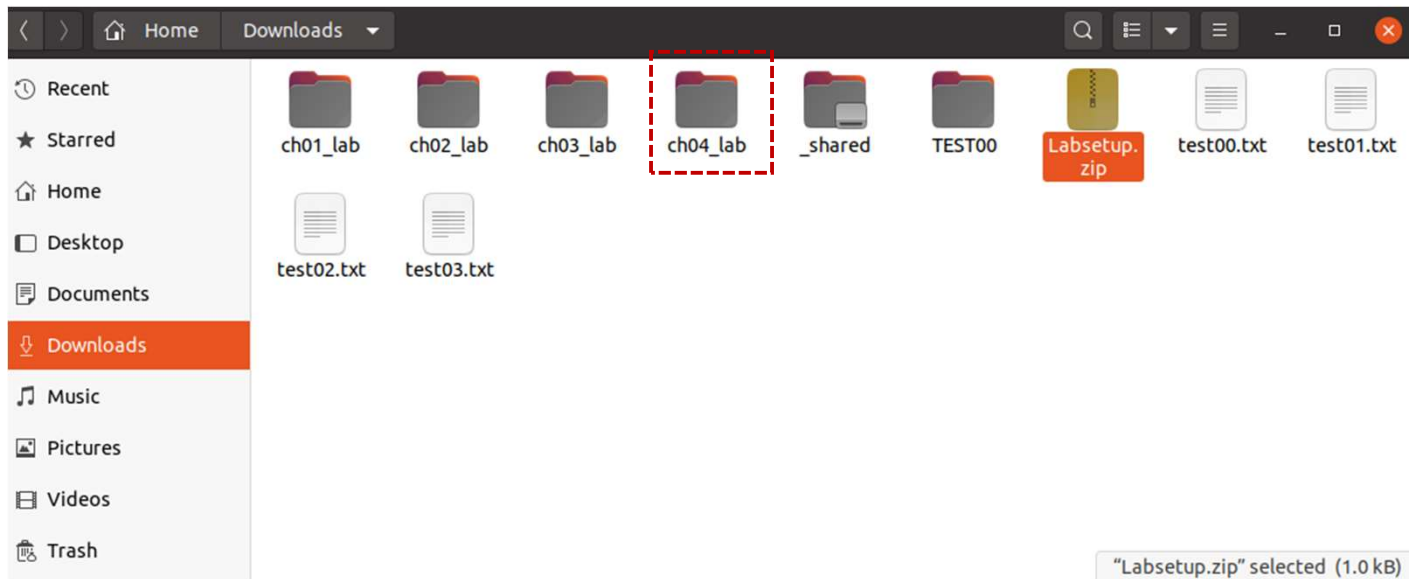 Home Downloads
Recent
Starred
Home
Desktop
Documents
Downloads
Music
Pictures
Videos
Trash
ch01_lab ch02_lab ch03_lab ch04_lab _shared TEST00 Labsetup. test00.txt test01.txt
zip
test02.txt test03.txt
“Labsetup.zip” selected (1.0 kB)